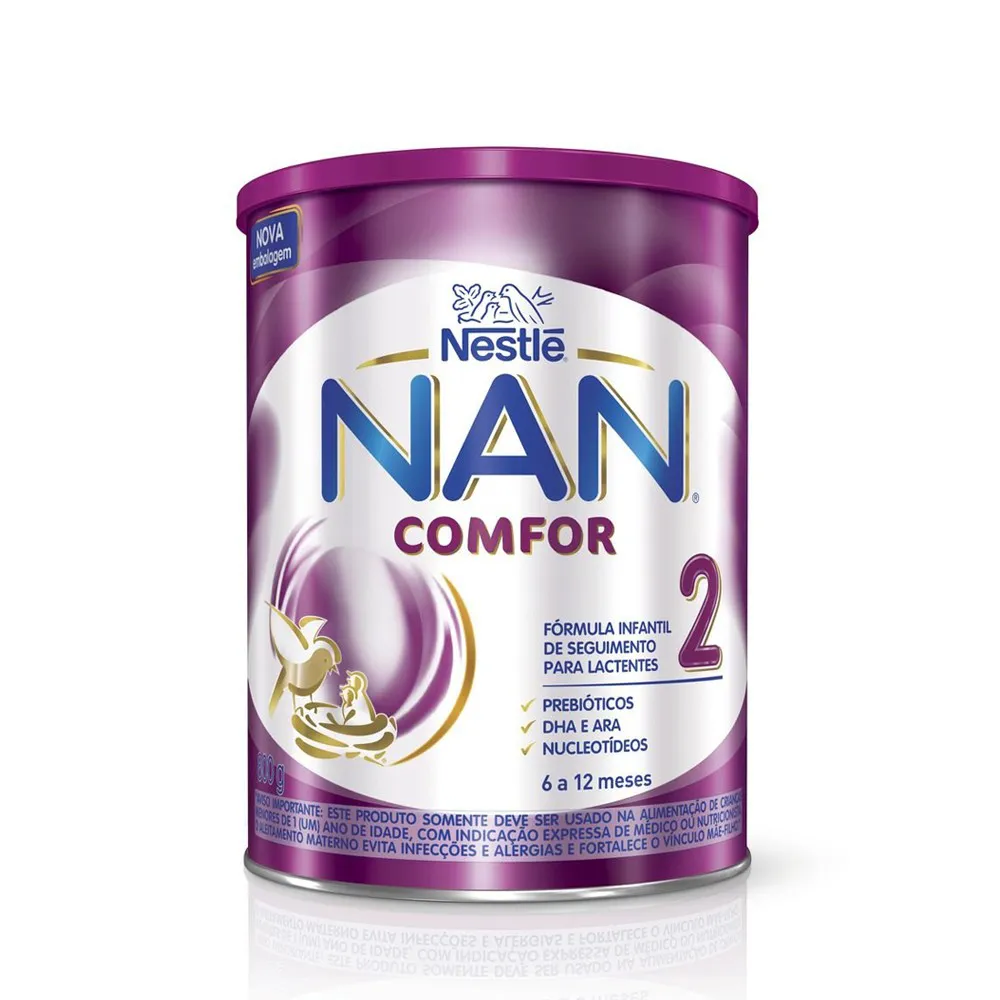 NOVA
embalagem
Nestlé
NAN
COMFOR
2
FÓRMULA INFANTIL
DE SEGUIMENTO
PARA LACTENTES
PREBIÓTICOS
DHA E ARA
NUCLEOTÍDEOS
6 a 12 meses
800 g
AVISO IMPORTANTE: ESTE PRODUTO SOMENTE DEVE SER USADO NA ALIMENTAÇÃO DE CRIANÇAS
MENORES DE 1 (UM) ANO DE IDADE, COM INDICAÇÃO EXPRESSA DE MÉDICO OU NUTRICIONISTA.
O ALEITAMENTO MATERNO EVITA INFECÇÕES E ALERGIAS E FORTALECE O VÍNCULO MÃE-FILHO